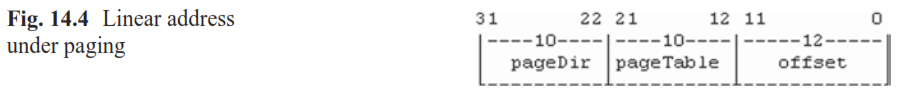 Fig. 14.4 Linear address
under paging
31 22 21 12 11 0
|----10----|----10----|-----12-----|
pageDir |pageTable | offset